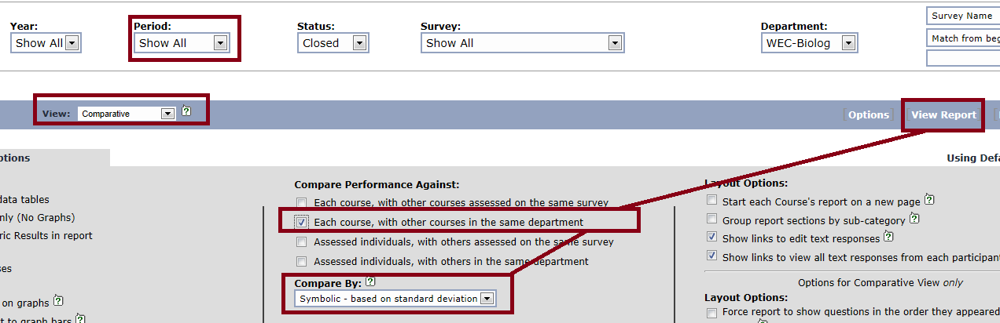 Year:
Show All
Period:
Show All
Status:
Closed
Survey:
Show All
Department:
WEC-Biolog
Survey Name
Match from beg
View:
Comparative
[Options]
[View Report]
[
ptions
Using Defa
data tables
nly (No Graphs)
ric Results in report
ses
on graphs
t to graph bars
Compare Performance Against:
Each course, with other courses assessed on the same survey
Each course, with other courses in the same department
Assessed individuals, with others assessed on the same survey
Assessed individuals, with others in the same department
Compare By:
Symbolic - based on standard deviation
Layout Options:
Start each Course's report on a new page
Group report sections by sub-category
Show links to edit text responses
Show links to view all text responses from each participant
Options for Comparative View only
Layout Options:
Force report to show questions in the order they appeared